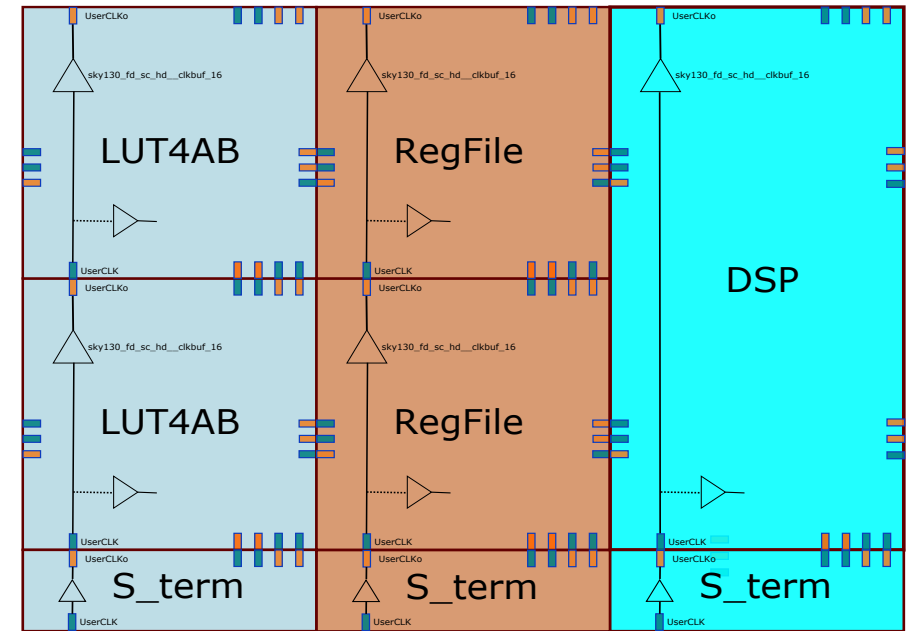 UserCLKo
UserCLKo
UserCLKo
sky130_fd_sc_hd__clkbuf_16
sky130_fd_sc_hd__clkbuf_16
sky130_fd_sc_hd__clkbuf_16
LUT4AB
RegFile
UserCLK
UserCLK
DSP
UserCLKo
UserCLKo
sky130_fd_sc_hd__clkbuf_16
sky130_fd_sc_hd__clkbuf_16
LUT4AB
RegFile
UserCLK
UserCLK
UserCLK
UserCLKo
UserCLKo
UserCLKo
S_term
S_term
S_term
UserCLK
UserCLK
UserCLK